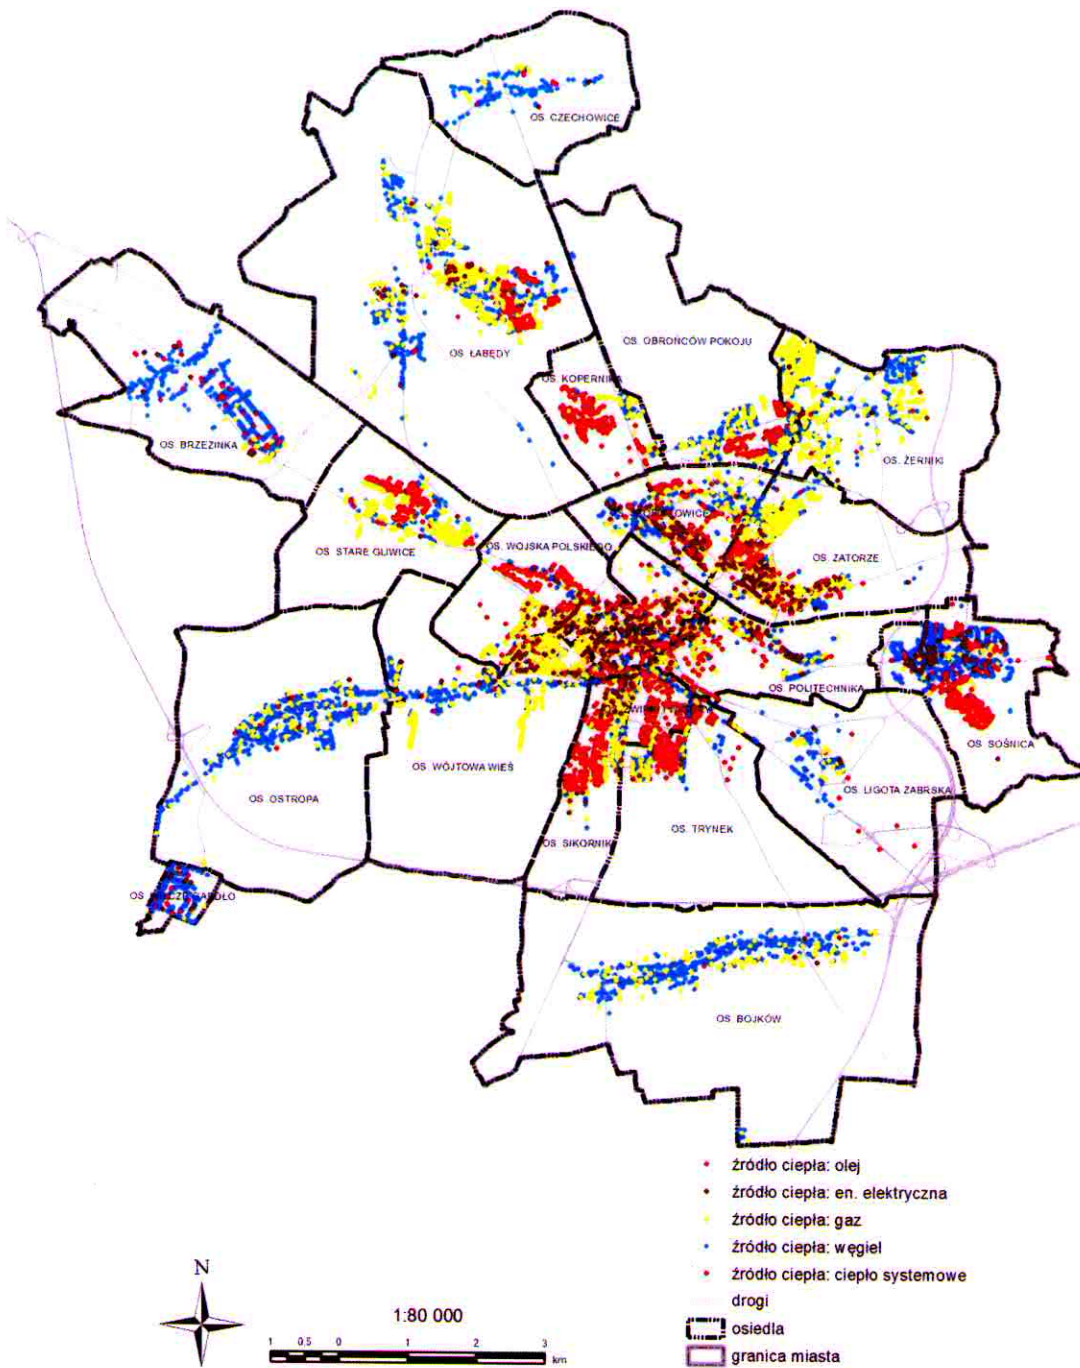 OS. CZECHOWICE
OS. OBROŃCÓW POKOJU
OS. ŁABĘDY
OS. KOPERNIKA
OS. BRZEZINKA
OS. ŻERNIKI
OS. STARE GLIWICE
OS. WOJSKA POLSKIEGO
OS. ZATORZE
OS. POLITECHNIKA
OS. SOŚNICA
OS. WÓJTOWA WIEŚ
OS. OSTROPA
OS. LIGOTA ZABRSKA
OS. TRYNEK
OS. SIKORNIK
OS.
OS. BOJKÓW
źródło ciepła: olej
źródło ciepła: en. elektryczna
źródło ciepła: gaz
źródło ciepła: węgiel
źródło ciepła: ciepło systemowe
drogi
osiedla
granica miasta
N
1:80 000
1 0.5 0 1 2 3
km